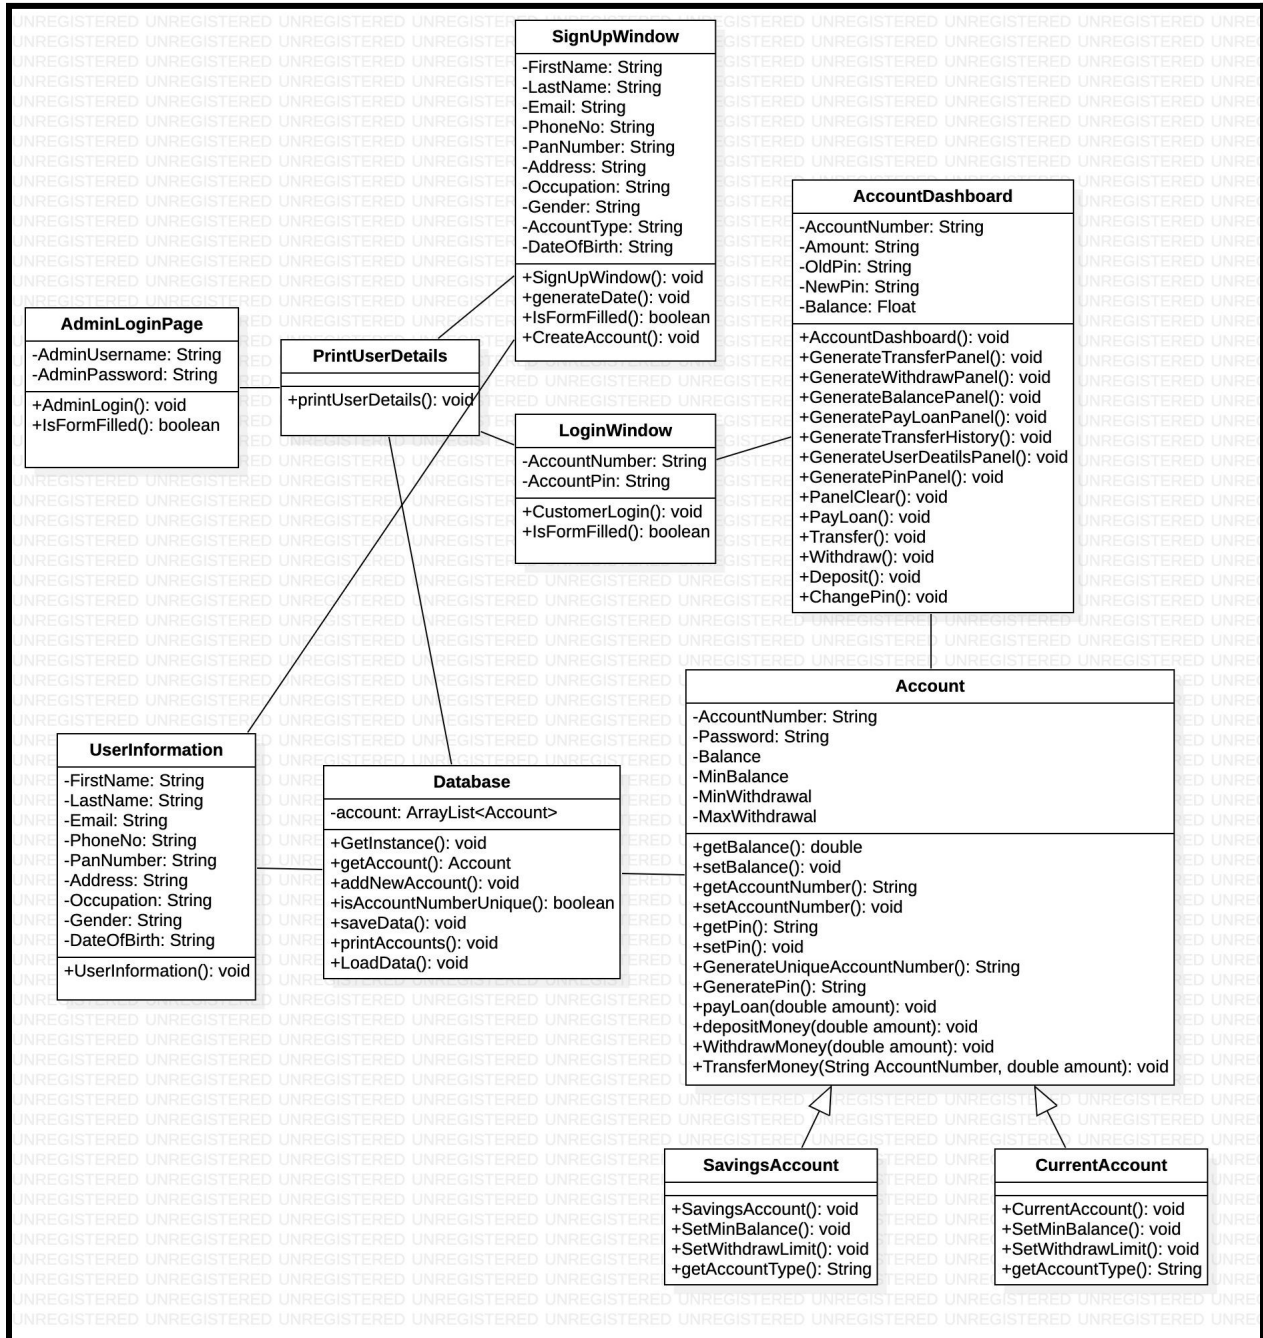 SignUpWindow
-FirstName: String
-LastName: String
-Email: String
-PhoneNo: String
-PanNumber: String
-Address: String
-Occupation: String
-Gender: String
-AccountType: String
-DateOfBirth: String
+SignUpWindow(): void
+generateDate(): void
+IsFormFilled(): boolean
+CreateAccount(): void
AccountDashboard
-AccountNumber: String
-Amount: String
-OldPin: String
-NewPin: String
-Balance: Float
+AccountDashboard(): void
+GenerateTransferPanel(): void
+GenerateWithdrawPanel(): void
+GenerateBalancePanel(): void
+GeneratePayLoanPanel(): void
+GenerateTransferHistory(): void
+GenerateUserDeatilsPanel(): void
+GeneratePinPanel(): void
+PanelClear(): void
+PayLoan(): void
+Transfer(): void
+Withdraw(): void
+Deposit(): void
+ChangePin(): void
AdminLoginPage
-AdminUsername: String
-AdminPassword: String
+AdminLogin(): void
+IsFormFilled(): boolean
PrintUserDetails
+printUserDetails(): void
LoginWindow
-AccountNumber: String
-AccountPin: String
+CustomerLogin(): void
+IsFormFilled(): boolean
UserInformation
-FirstName: String
-LastName: String
-Email: String
-PhoneNo: String
-PanNumber: String
-Address: String
-Occupation: String
-Gender: String
-DateOfBirth: String
+UserInformation(): void
Database
-account: ArrayList<Account>
+GetInstance(): void
+getAccount(): Account
+addNewAccount(): void
+isAccountNumberUnique(): boolean
+saveData(): void
+printAccounts(): void
+LoadData(): void
Account
-AccountNumber: String
-Password: String
-Balance
-MinBalance
-MinWithdrawal
-MaxWithdrawal
+getBalance(): double
+setBalance(): void
+getAccountNumber(): String
+setAccountNumber(): void
+getPin(): String
+setPin(): void
+GenerateUniqueAccountNumber(): String
+GeneratePin(): String
+payLoan(double amount): void
+depositMoney(double amount): void
+WithdrawMoney(double amount): void
+TransferMoney(String AccountNumber, double amount): void
SavingsAccount
+SavingsAccount(): void
+SetMinBalance(): void
+SetWithdrawLimit(): void
+getAccountType(): String
CurrentAccount
+CurrentAccount(): void
+SetMinBalance(): void
+SetWithdrawLimit(): void
+getAccountType(): String